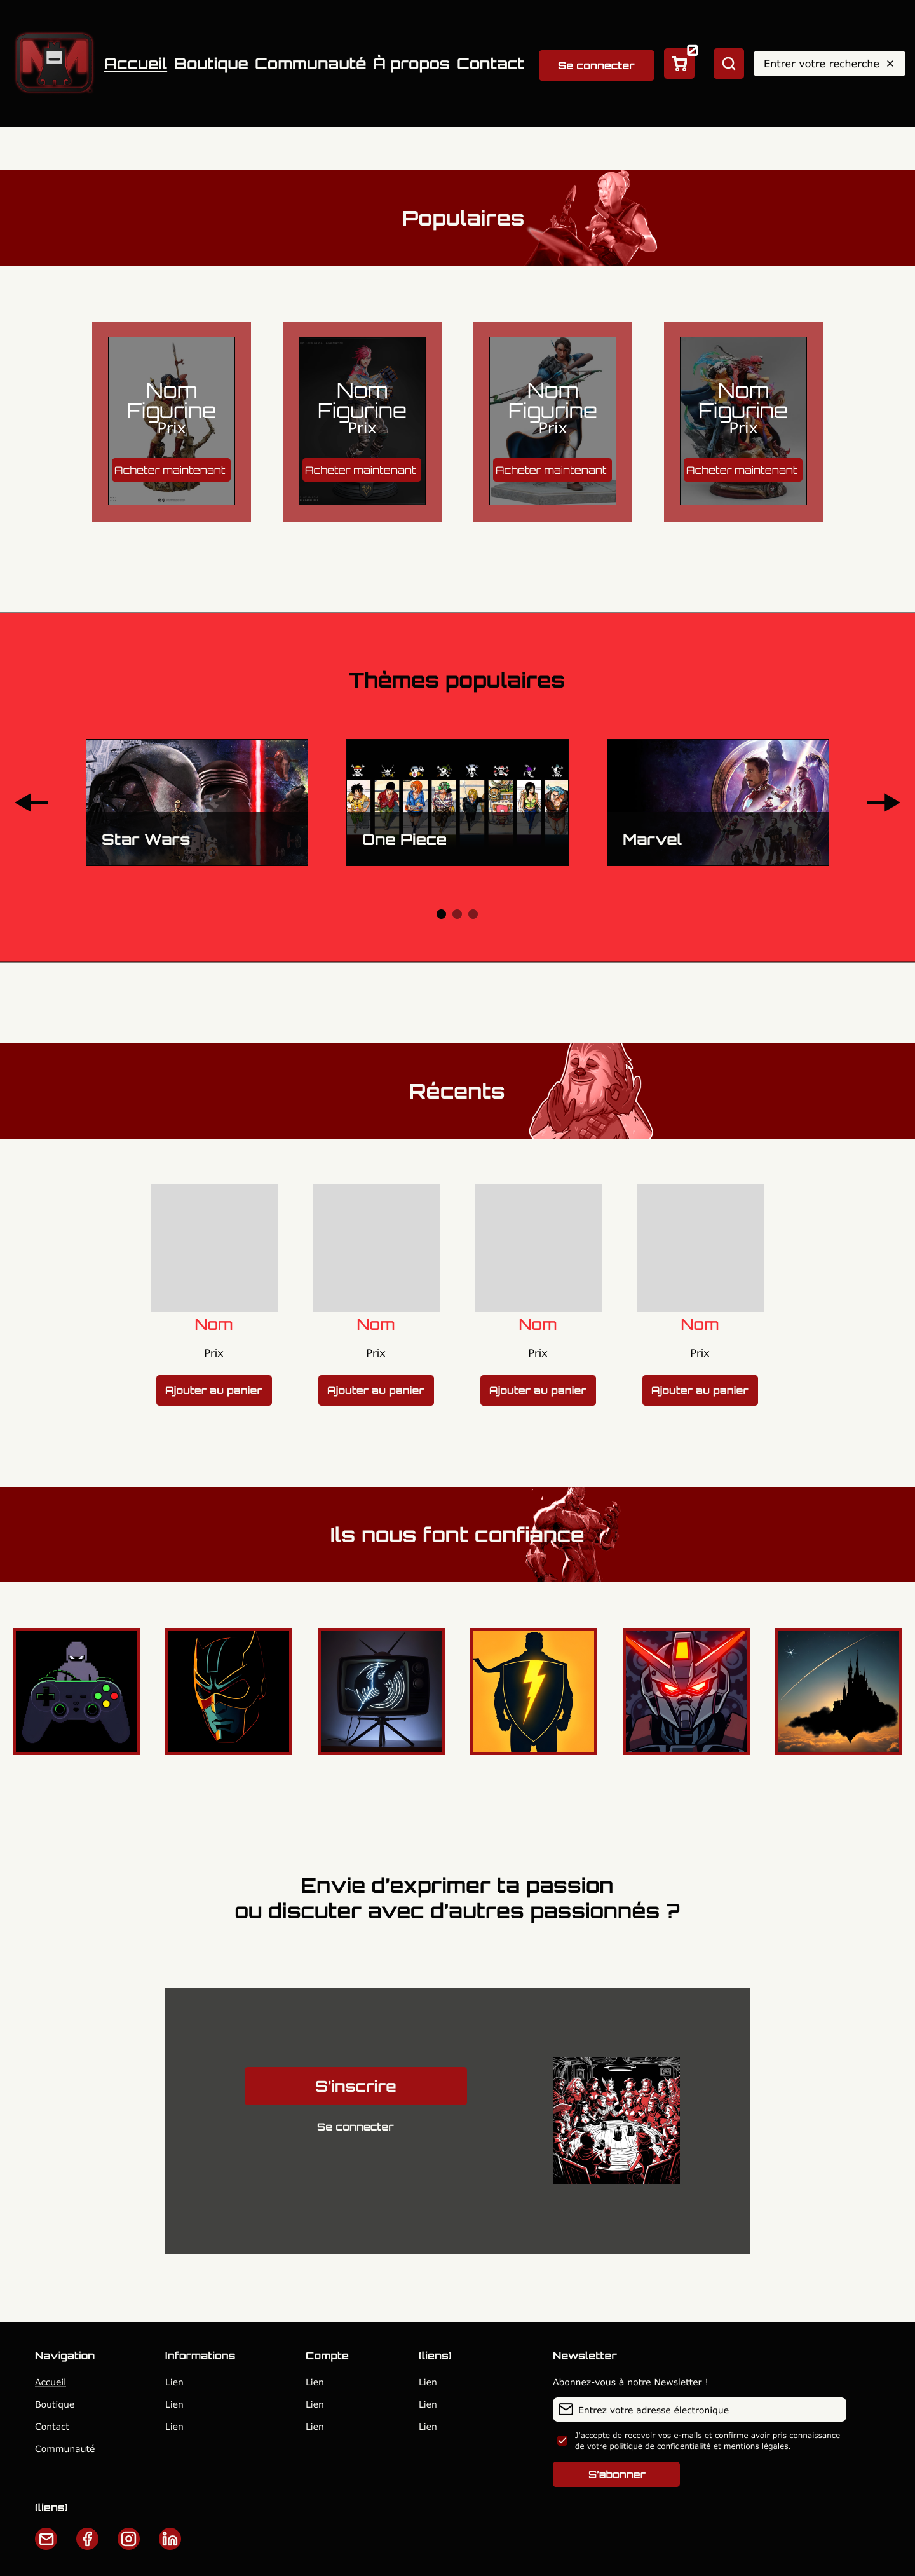 Accueil Boutique Communauté À propos Contact
Se connecter
0
Entrer votre recherche ×
Populaires
Nom
Figurine
Prix
Acheter maintenant
Nom
Figurine
Prix
Acheter maintenant
Nom
Figurine
Prix
Acheter maintenant
Nom
Figurine
Prix
Acheter maintenant
Thèmes populaires
Star Wars
One Piece
Marvel
Récents
Nom
Prix
Ajouter au panier
Nom
Prix
Ajouter au panier
Nom
Prix
Ajouter au panier
Nom
Prix
Ajouter au panier
Ils nous font confiance
Envie d'exprimer ta passion
ou discuter avec d'autres passionnés ?
S'inscrire
Se connecter
Navigation
Accueil
Boutique
Contact
Communauté
Informations
Lien
Lien
Lien
Compte
Lien
Lien
Lien
(liens)
Lien
Lien
Lien
Newsletter
Abonnez-vous à notre Newsletter !
Entrez votre adresse électronique
J'accepte de recevoir vos e-mails et confirme avoir pris connaissance
de votre politique de confidentialité et mentions légales.
S'abonner
(liens)